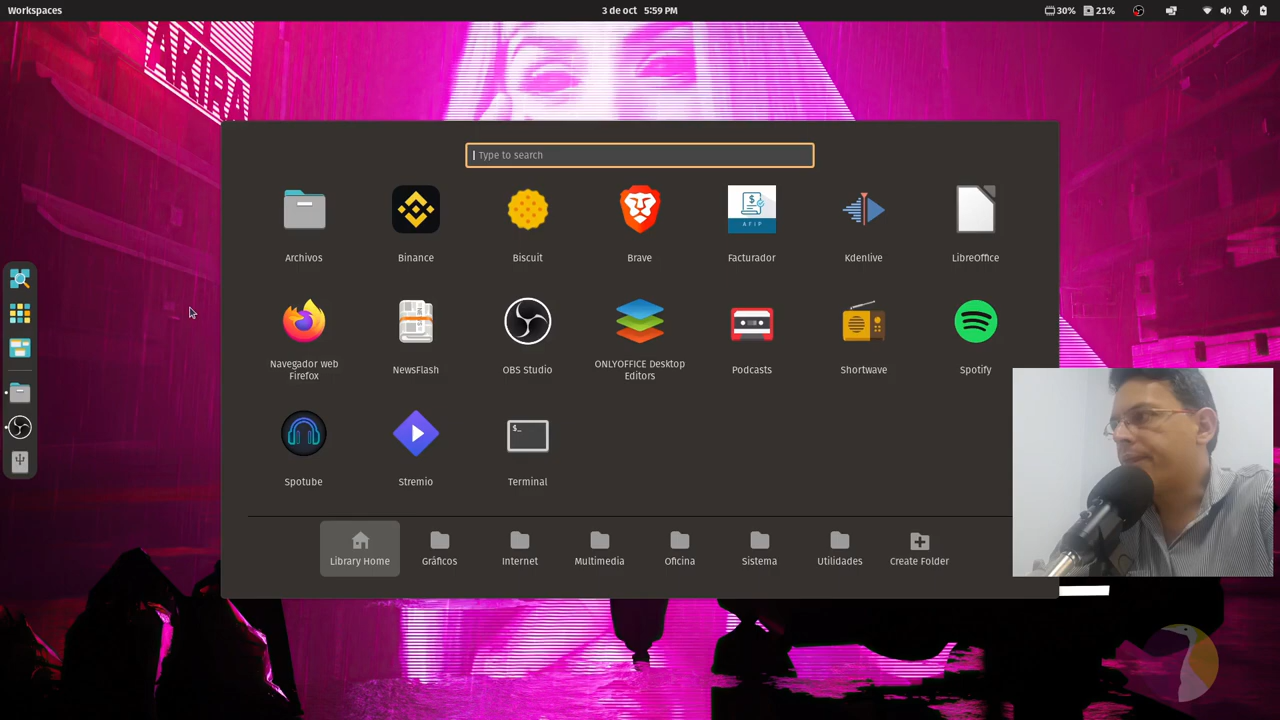 Workspaces
3 de oct 5:59 PM
30% 21%
AKIRA
Type to search
$
AFIP
Archivos
Binance
Biscuit
Brave
Facturador
Kdenlive
LibreOffice
Navegador web
Firefox
NewsFlash
OBS Studio
ONLYOFFICE Desktop
Editors
Podcasts
Shortwave
Spotify
$_
Spotube
Stremio
Terminal
Library Home
Gráficos
Internet
Multimedia
Oficina
Sistema
Utilidades
Create Folder